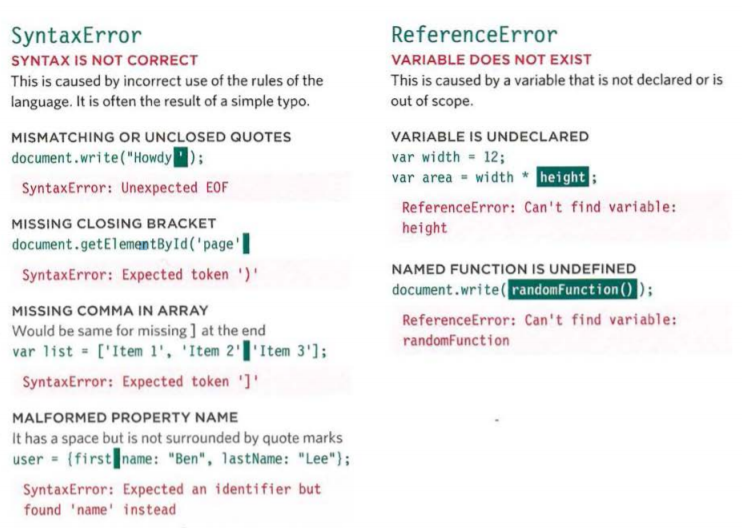 SyntaxError
SYNTAX IS NOT CORRECT
This is caused by incorrect use of the rules of the
language. It is often the result of a simple typo.
MISMATCHING OR UNCLOSED QUOTES
document.write("Howdy');
SyntaxError: Unexpected EOF
MISSING CLOSING BRACKET
document.getElementById('page'
SyntaxError: Expected token ')'
MISSING COMMA IN ARRAY
Would be same for missing ] at the end
var list = ['Item 1', 'Item 2' 'Item 3'];
SyntaxError: Expected token ']'
MALFORMED PROPERTY NAME
It has a space but is not surrounded by quote marks
user = {first name: "Ben", lastName: "Lee"};
SyntaxError: Expected an identifier but
found 'name' instead
ReferenceError
VARIABLE DOES NOT EXIST
This is caused by a variable that is not declared or is
out of scope.
VARIABLE IS UNDECLARED
var width = 12;
var area = width * height;
ReferenceError: Can't find variable:
height
NAMED FUNCTION IS UNDEFINED
document.write(randomFunction());
ReferenceError: Can't find variable:
randomFunction